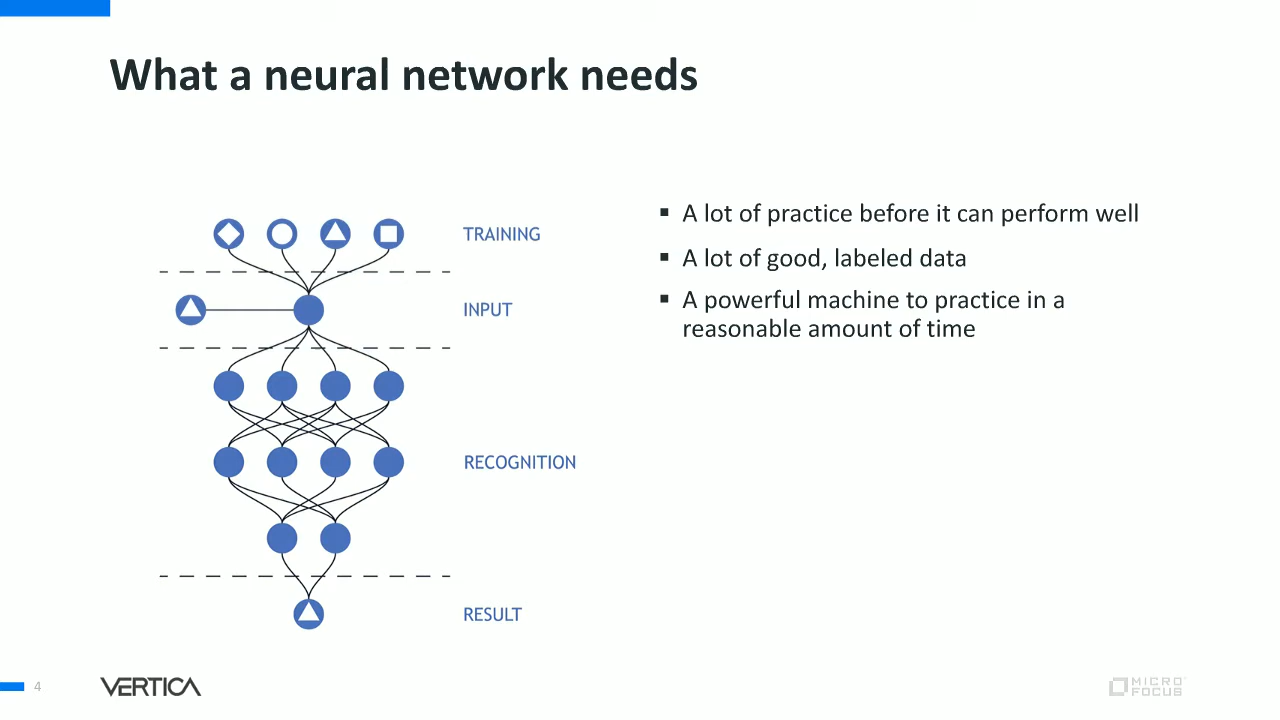 What a neural network needs
TRAINING
INPUT
RECOGNITION
RESULT
▪ A lot of practice before it can perform well
▪ A lot of good, labeled data
▪ A powerful machine to practice in a
reasonable amount of time
4
VERTICA
MICRO
FOCUS